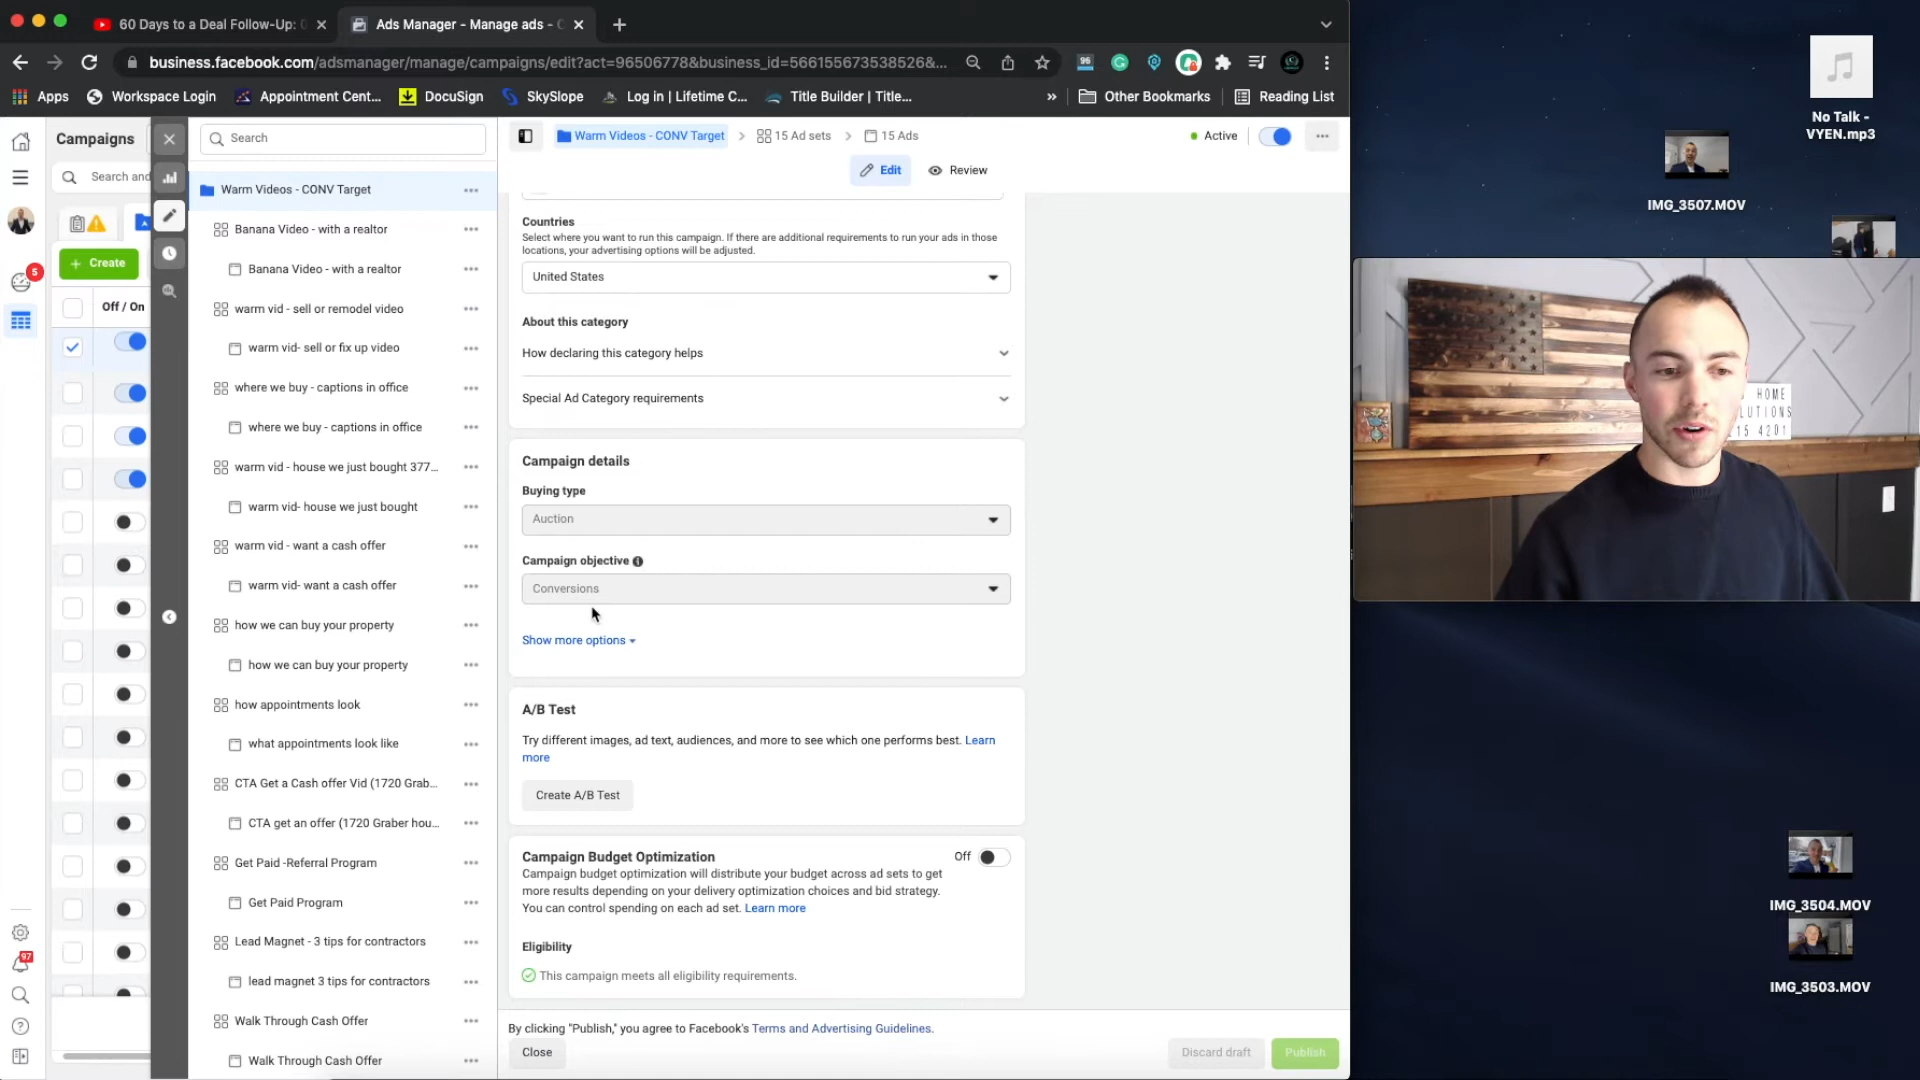 60 Days to a Deal Follow-Up:
Ads Manager - Manage ads -
business.facebook.com/adsmanager/manage/campaigns/edit?act=96506778&business_id=566155673538526&...
Apps
Workspace Login
Appointment Cent...
DocuSign
SkySlope
Log in | Lifetime C...
Title Builder | Title...
»
Other Bookmarks
Reading List
Campaigns
Search and
Create
Off / On
5
97
Search
Warm Videos - CONV Target
Banana Video - with a realtor
Banana Video - with a realtor
warm vid - sell or remodel video
warm vid- sell or fix up video
where we buy - captions in office
where we buy - captions in office
warm vid - house we just bought 377...
warm vid- house we just bought
warm vid - want a cash offer
warm vid- want a cash offer
how we can buy your property
how we can buy your property
how appointments look
what appointments look like
CTA Get a Cash offer Vid (1720 Grab...
CTA get an offer (1720 Graber hou...
Get Paid -Referral Program
Get Paid Program
Lead Magnet - 3 tips for contractors
lead magnet 3 tips for contractors
Walk Through Cash Offer
Walk Through Cash Offer
Warm Videos - CONV Target
15 Ad sets
15 Ads
Active
Edit
Review
Countries
Select where you want to run this campaign. If there are additional requirements to run your ads in those
locations, your advertising options will be adjusted.
United States
About this category
How declaring this category helps
Special Ad Category requirements
Campaign details
Buying type
Auction
Campaign objective
Conversions
Show more options
A/B Test
Try different images, ad text, audiences, and more to see which one performs best. Learn
more
Create A/B Test
Campaign Budget Optimization
Off
Campaign budget optimization will distribute your budget across ad sets to get
more results depending on your delivery optimization choices and bid strategy.
You can control spending on each ad set. Learn more
Eligibility
This campaign meets all eligibility requirements.
By clicking "Publish," you agree to Facebook's Terms and Advertising Guidelines.
Close
Discard draft
Publish
No Talk -
VYEN.mp3
IMG_3507.MOV
HOME
LUTIONS
15 4201
IMG_3504.MOV
IMG_3503.MOV